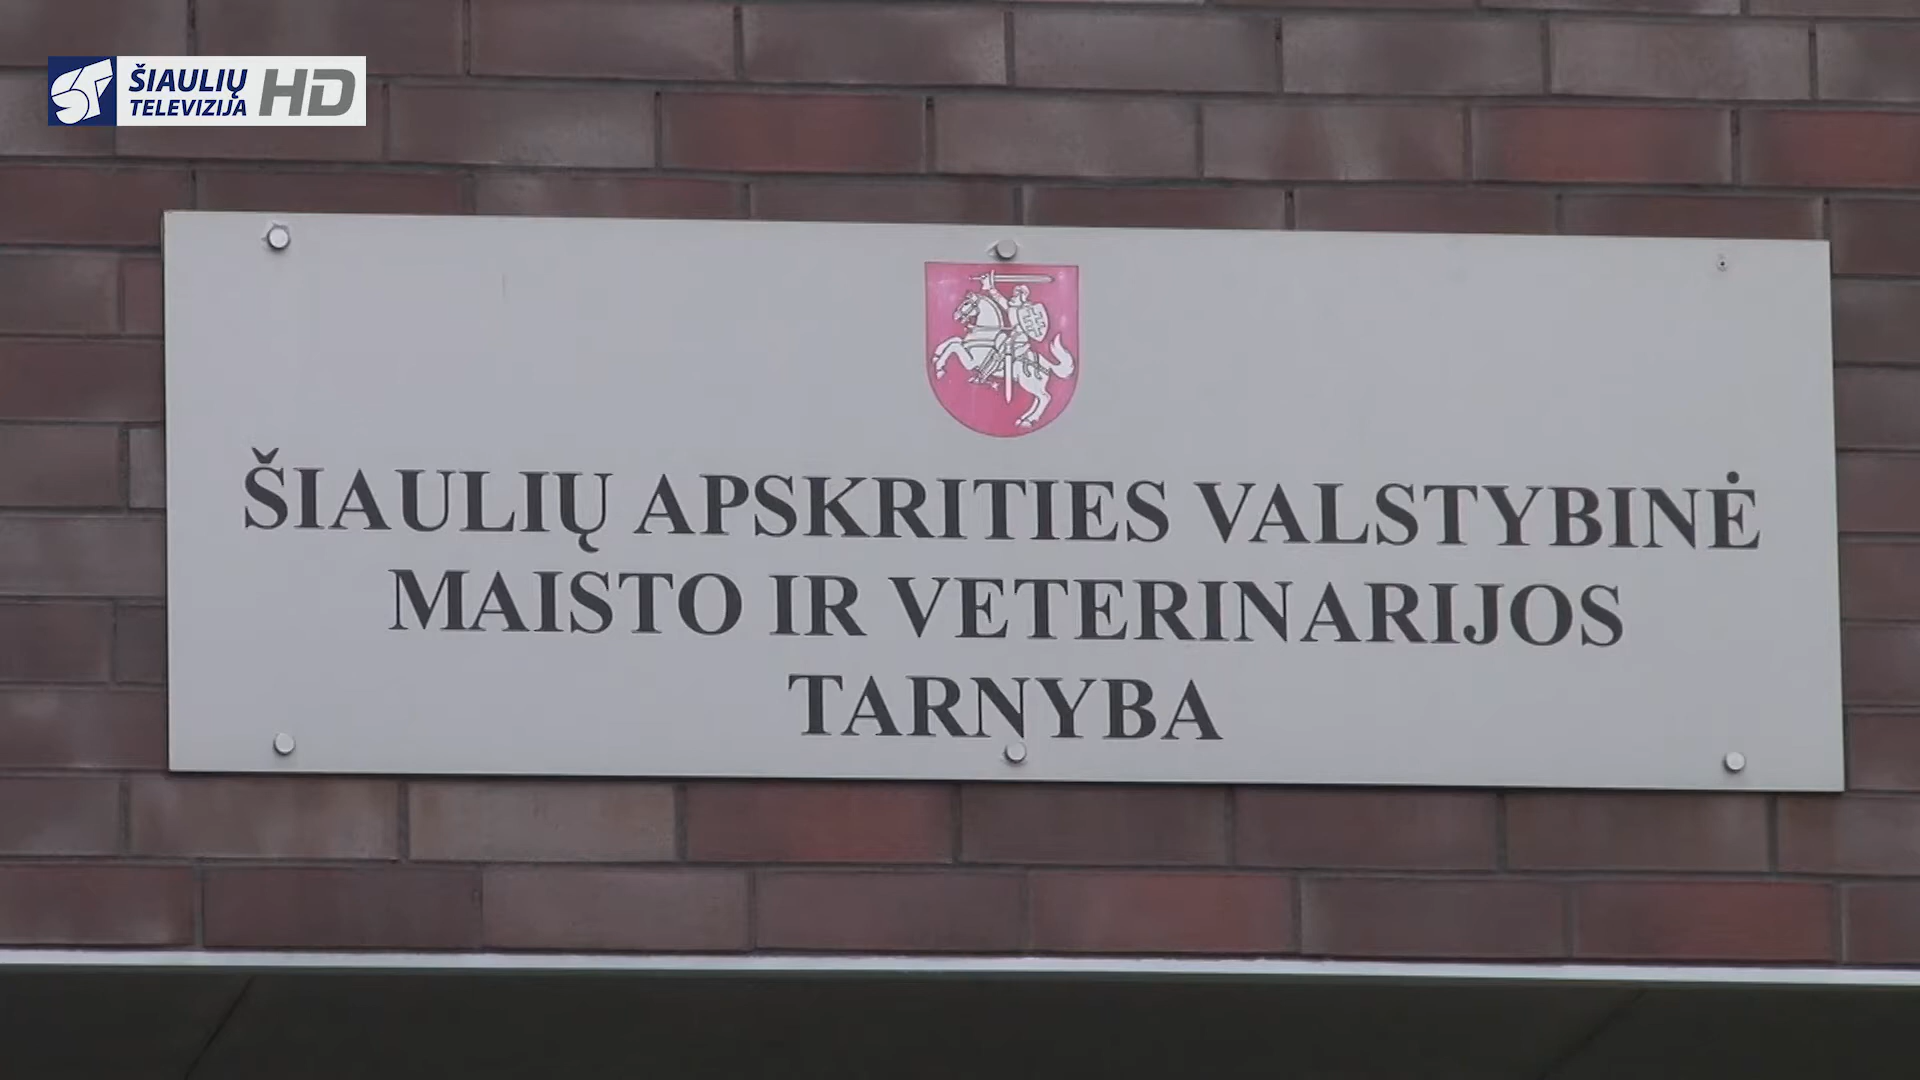 ŠIAULIŲ
TELEVIZIJA HD
ŠIAULIŲ APSKRITIES VALSTYBINĖ
MAISTO IR VETERINARIJOS
TARNYBA